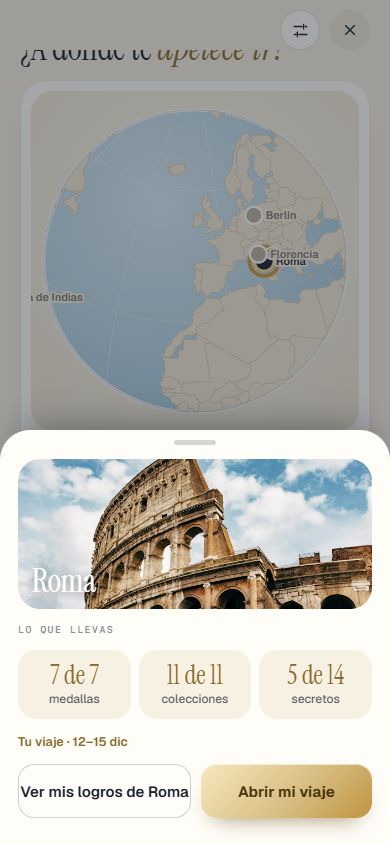 ¿A dónde te apetece ir?
Berlín
Florencia
Roma
a de Indias
Roma
LO QUE LLEVAS
7 de 7
medallas
11 de 11
colecciones
5 de 14
secretos
Tu viaje · 12–15 dic
Ver mis logros de Roma
Abrir mi viaje